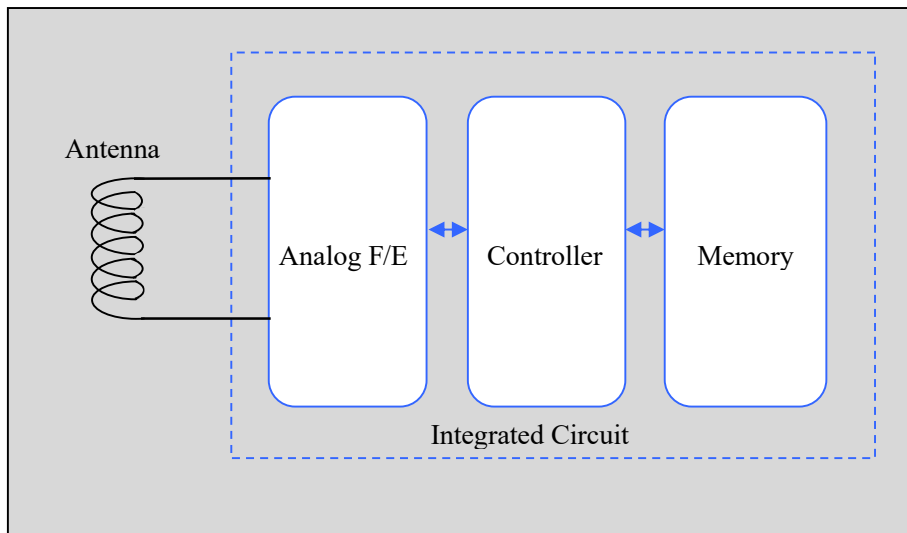 Antenna
Analog F/E
Controller
Memory
Integrated Circuit